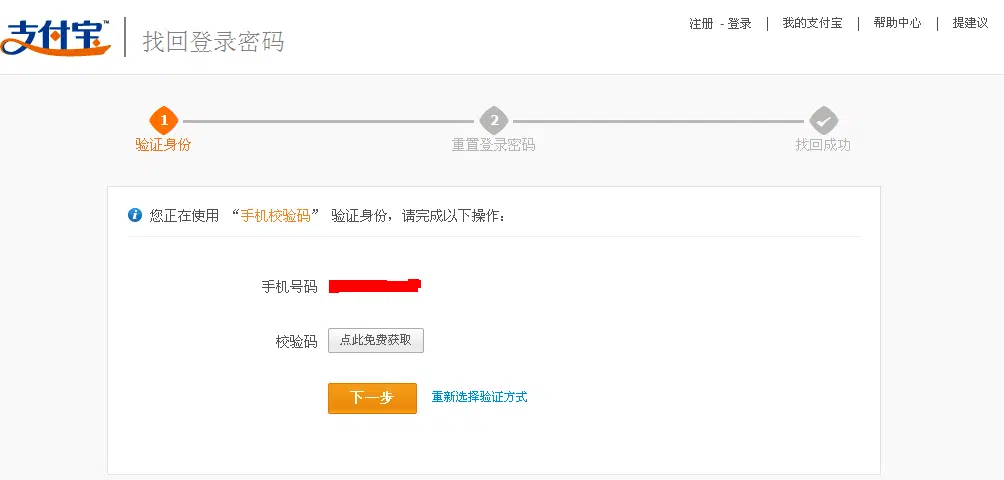 支付宝™ 找回登录密码 注册 - 登录 | 我的支付宝 | 帮助中心 | 提建议
1 2
验证身份 重置登录密码 找回成功
i 您正在使用 “手机校验码” 验证身份，请完成以下操作：
手机号码
校验码 点此免费获取
下一步 重新选择验证方式